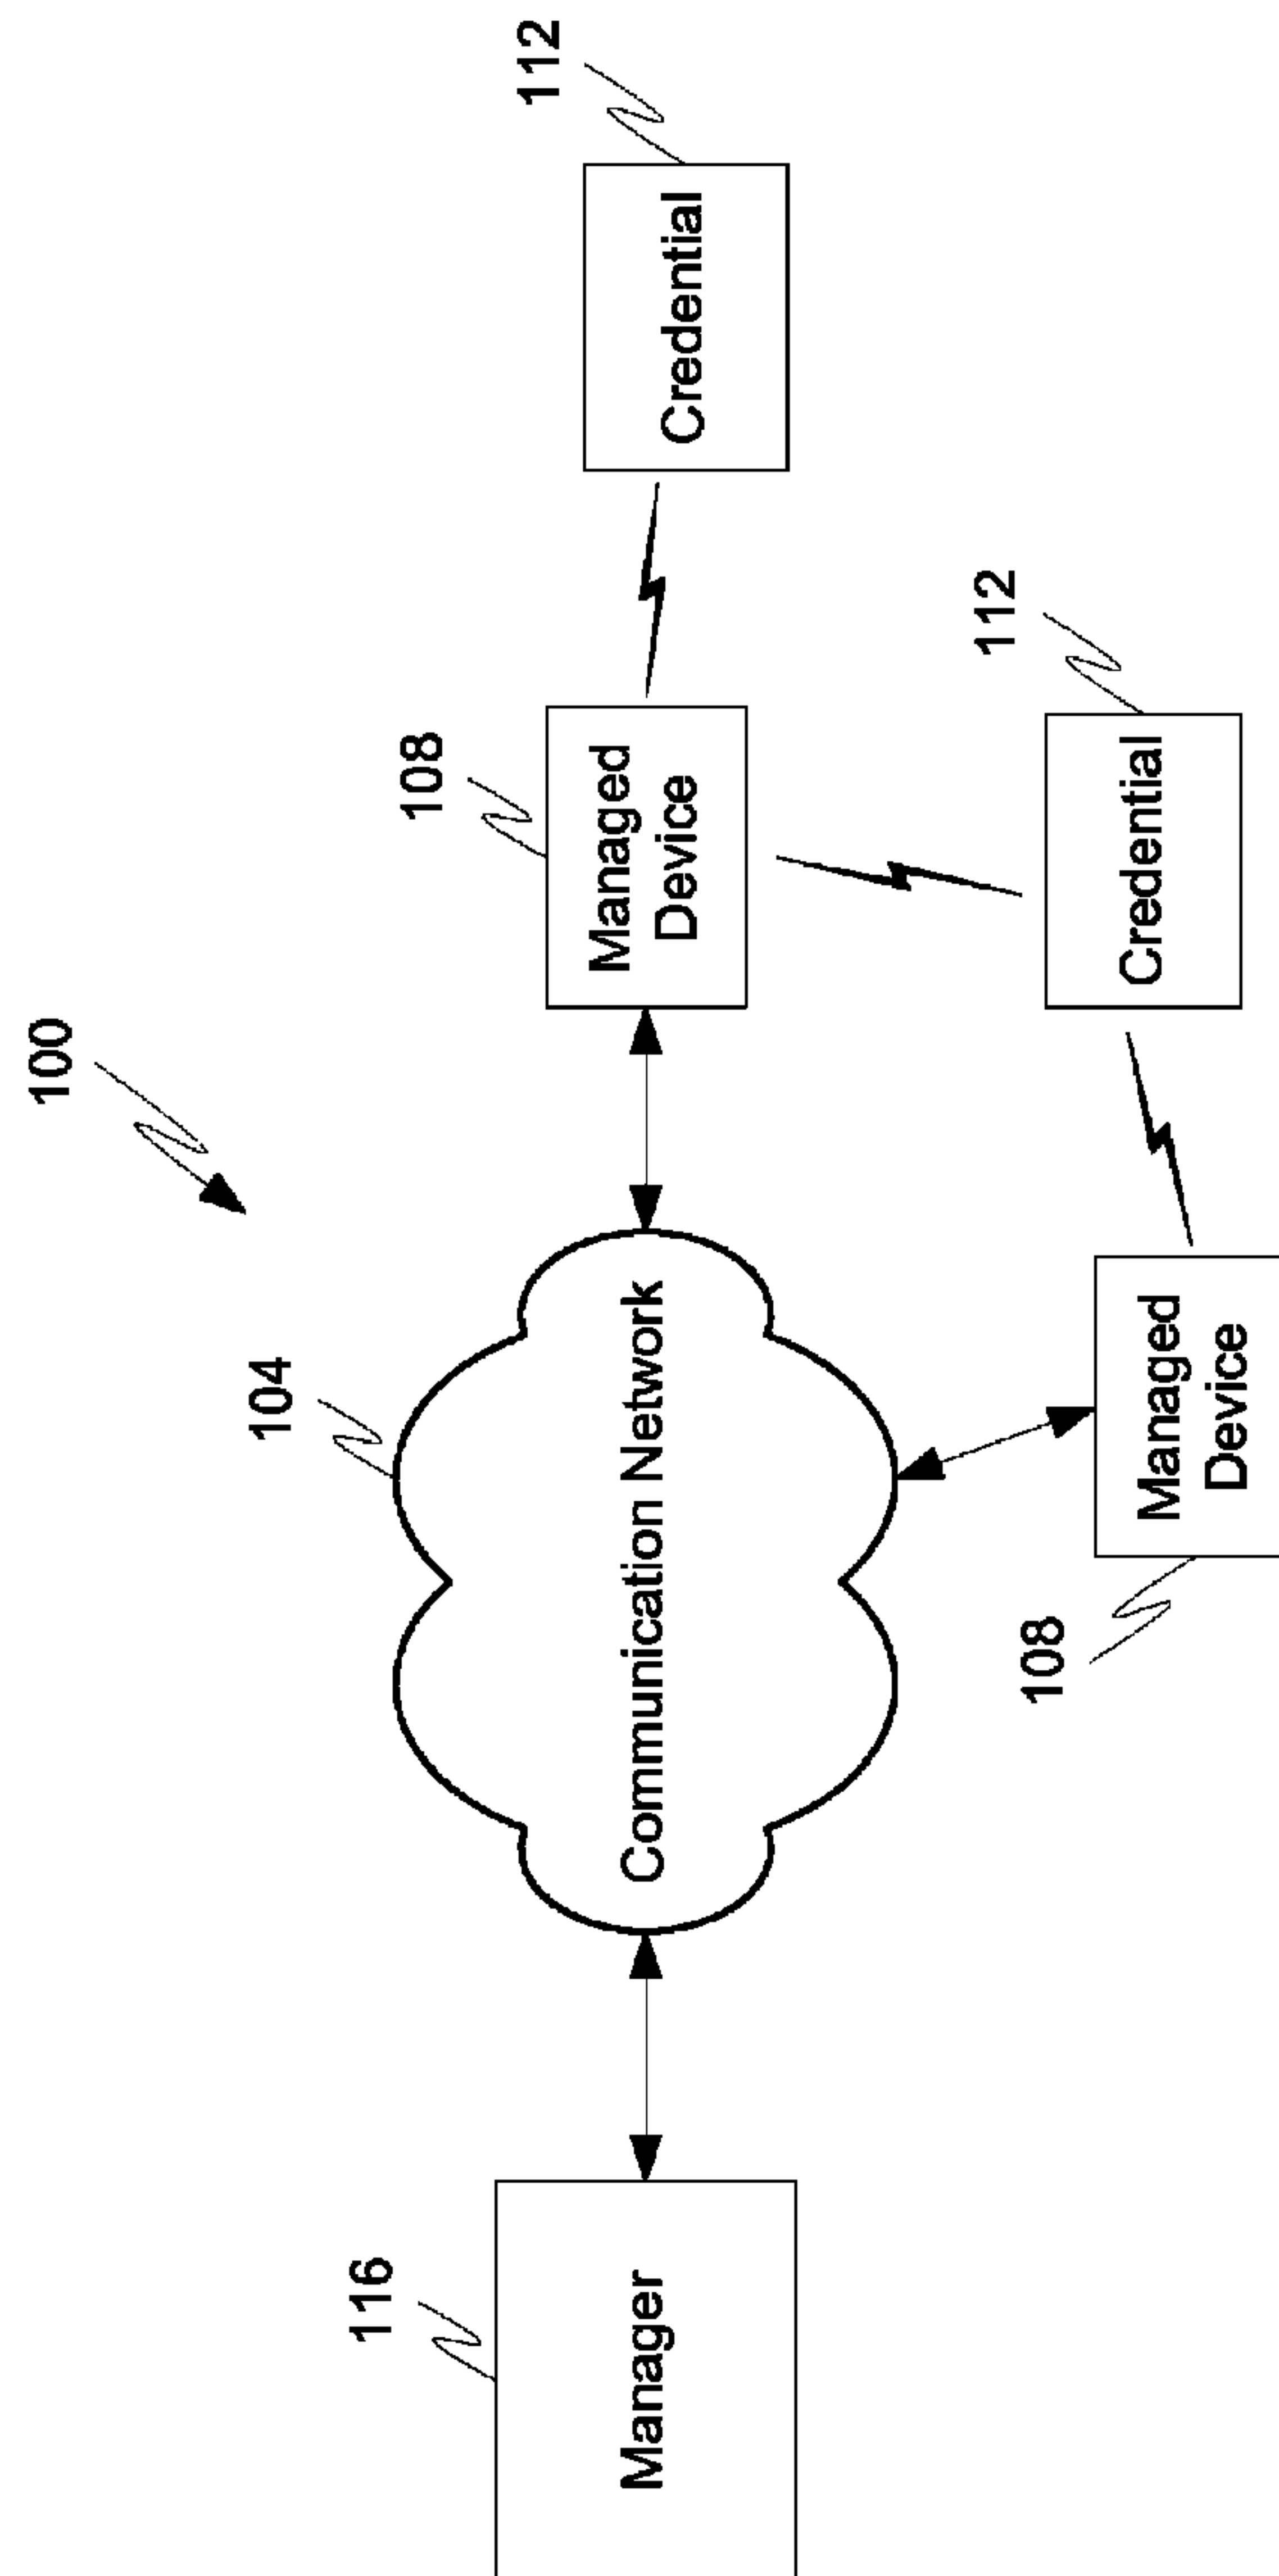 100
112
108
104
116
Credential
Managed
Device
Communication Network
Manager
112
Credential
108
Managed
Device